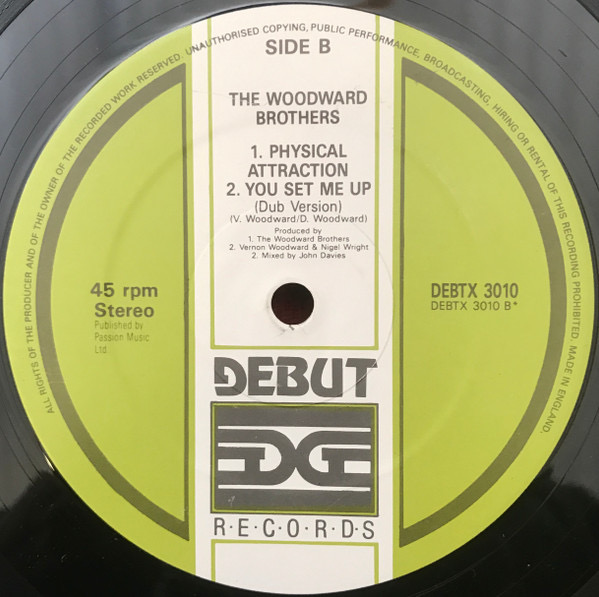 ALL RIGHTS OF THE PRODUCER AND OF THE OWNER OF THE RECORDED WORK RESERVED. UNAUTHORISED COPYING, PUBLIC PERFORMANCE, BROADCASTING, HIRING OR RENTAL OF THIS RECORDING PROHIBITED. MADE IN ENGLAND.
SIDE B
THE WOODWARD
BROTHERS
1. PHYSICAL
ATTRACTION
2. YOU SET ME UP
(Dub Version)
(V. Woodward/D. Woodward)
Produced by
1. The Woodward Brothers
2. Vernon Woodward & Nigel Wright
2. Mixed by John Davies
45 rpm
Stereo
Published by
Passion Music
Ltd.
DEBTX 3010
DEBTX 3010 B*
DEBUT
R·E·C·O·R·D·S